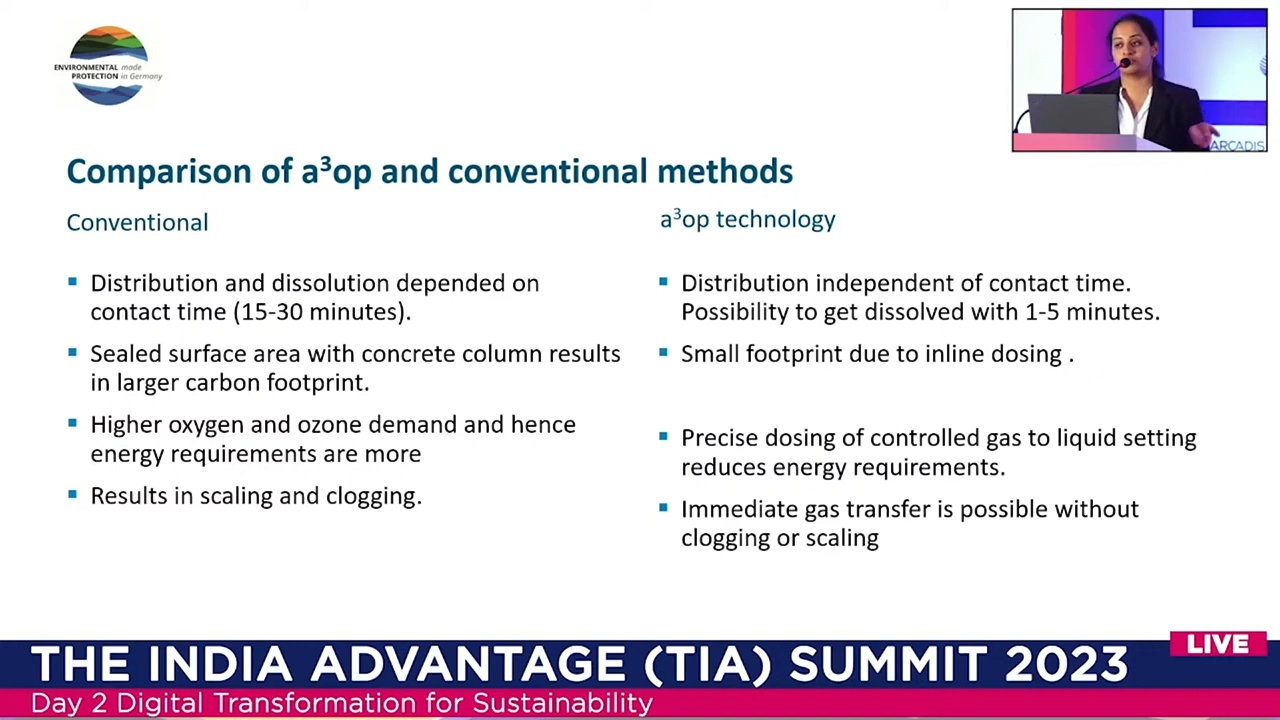 ENVIRONMENTAL made
PROTECTION in Germany
ARCADIS
Comparison of a³op and conventional methods
Conventional
▪ Distribution and dissolution depended on
contact time (15-30 minutes).
▪ Sealed surface area with concrete column results
in larger carbon footprint.
▪ Higher oxygen and ozone demand and hence
energy requirements are more
▪ Results in scaling and clogging.
a³op technology
▪ Distribution independent of contact time.
Possibility to get dissolved with 1-5 minutes.
▪ Small footprint due to inline dosing .
▪ Precise dosing of controlled gas to liquid setting
reduces energy requirements.
▪ Immediate gas transfer is possible without
clogging or scaling
LIVE
THE INDIA ADVANTAGE (TIA) SUMMIT 2023
Day 2 Digital Transformation for Sustainability